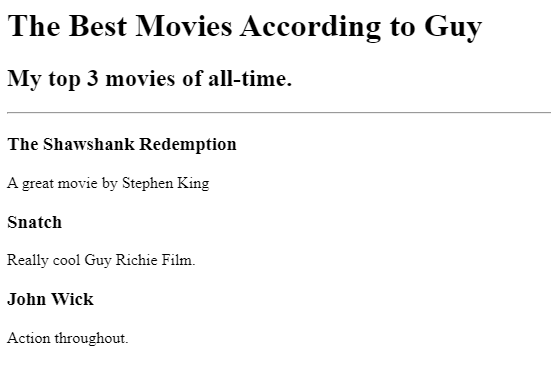 The Best Movies According to Guy
My top 3 movies of all-time.
The Shawshank Redemption
A great movie by Stephen King
Snatch
Really cool Guy Richie Film.
John Wick
Action throughout.